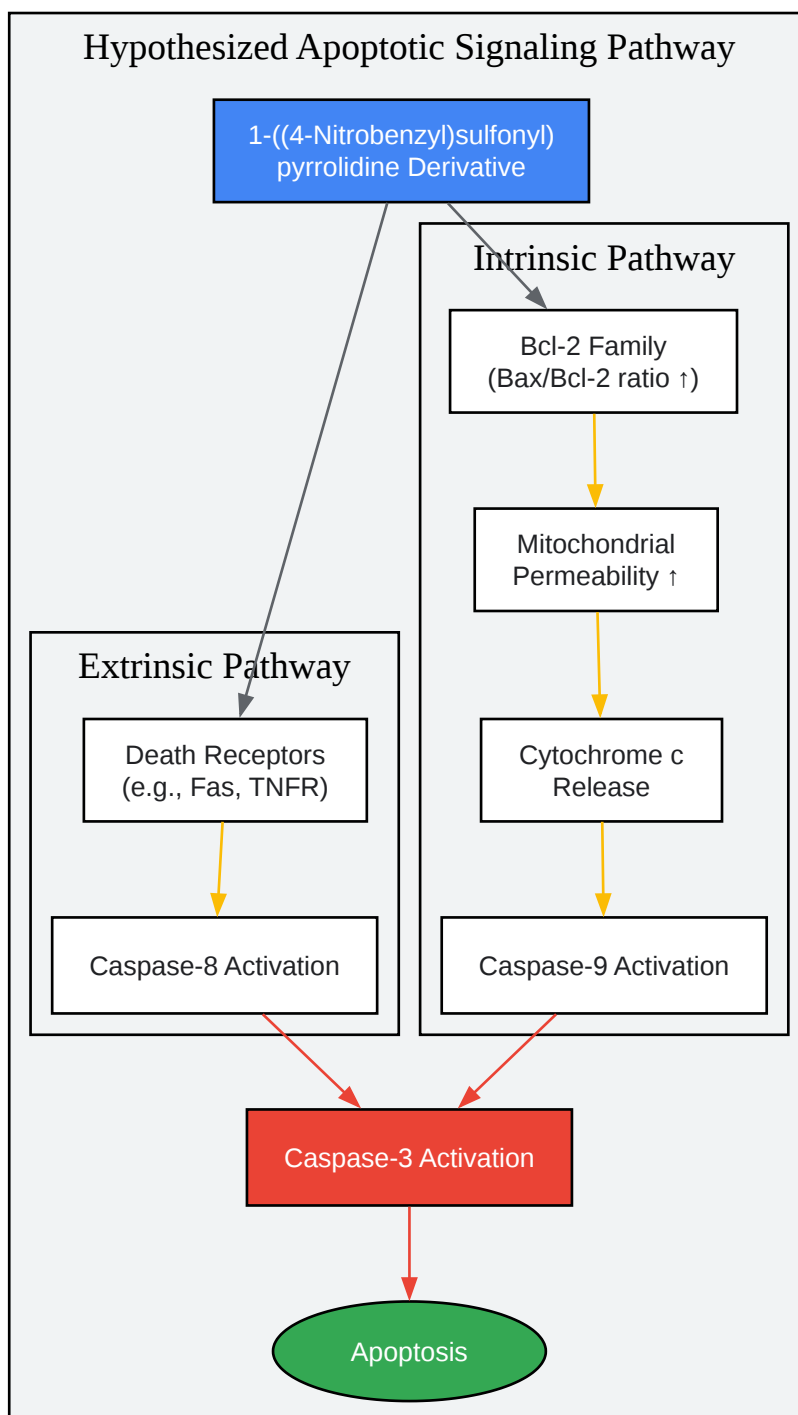 Hypothesized Apoptotic Signaling Pathway
1-((4-Nitrobenzyl)sulfonyl)
pyrrolidine Derivative
Intrinsic Pathway
Bcl-2 Family
(Bax/Bcl-2 ratio ↑)
Mitochondrial
Permeability ↑
Extrinsic Pathway
Death Receptors
(e.g., Fas, TNFR)
Cytochrome c
Release
Caspase-8 Activation
Caspase-9 Activation
Caspase-3 Activation
Apoptosis